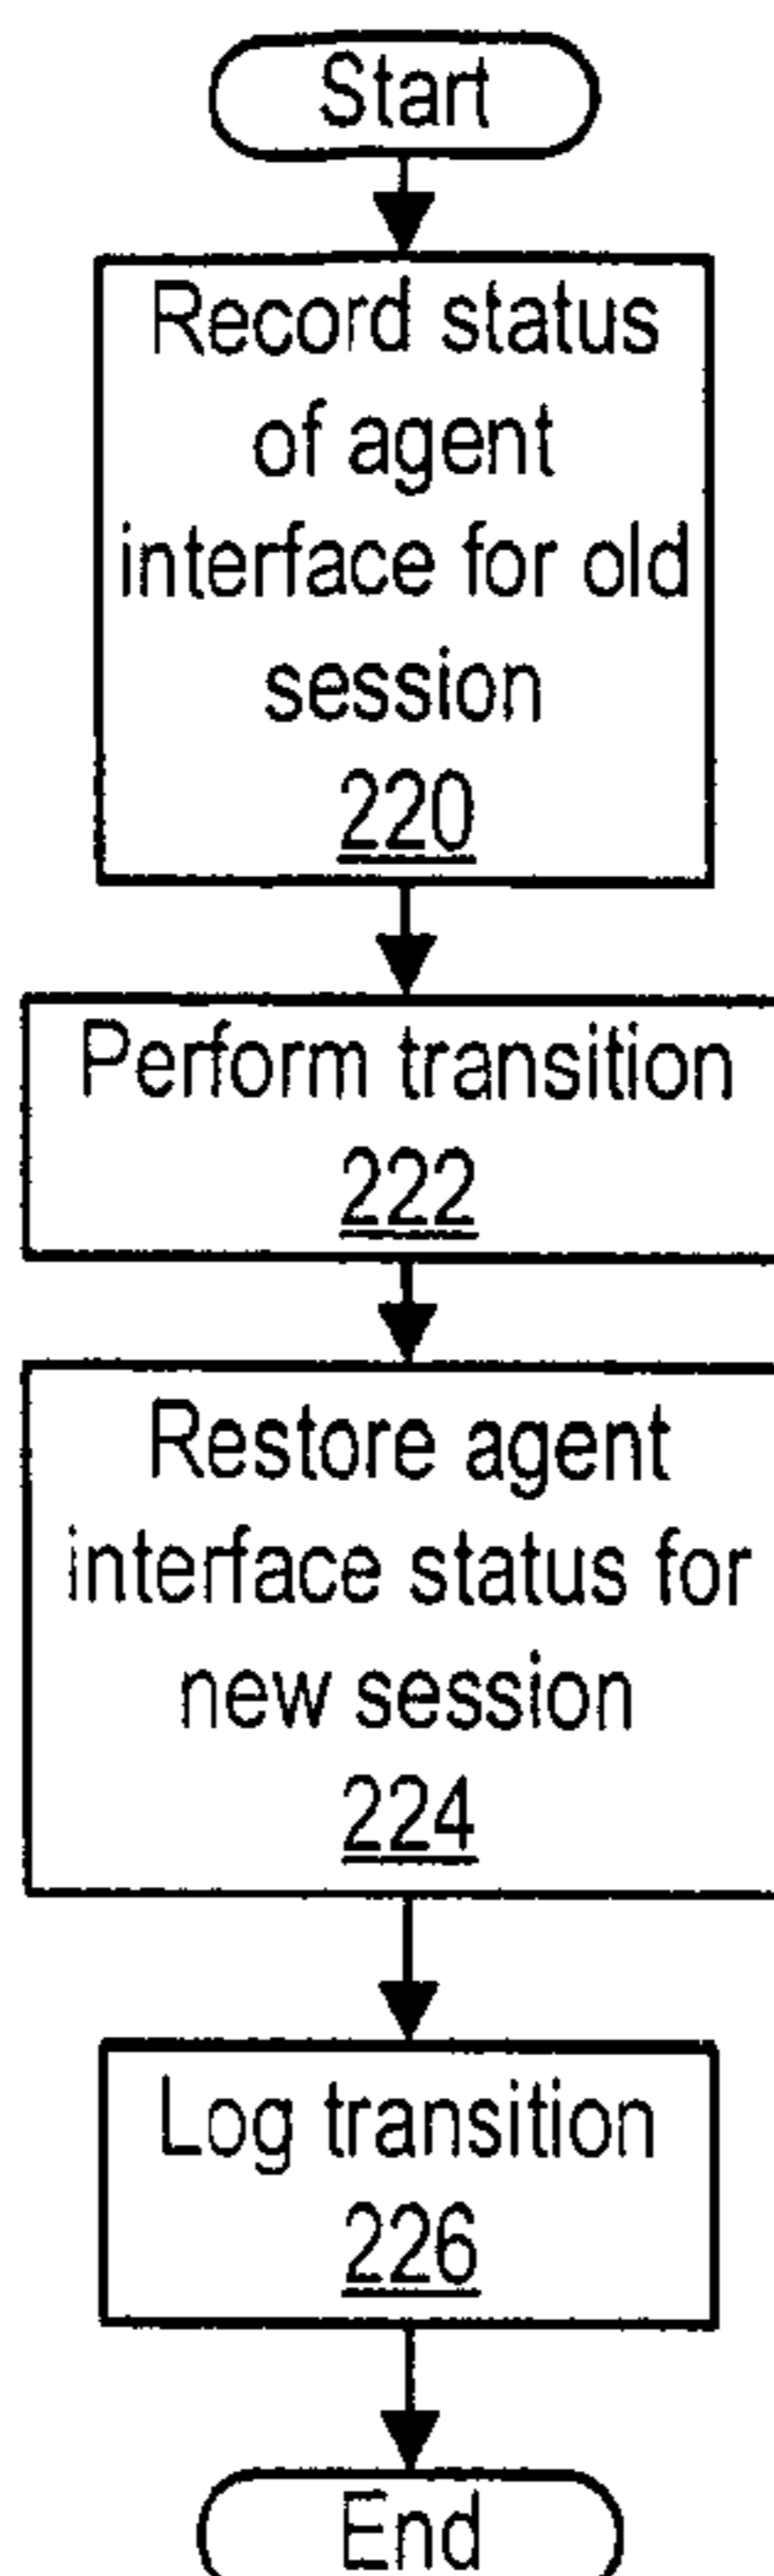 Start
Record status
of agent
interface for old
session
220
Perform transition
222
Restore agent
interface status for
new session
224
Log transition
226
End